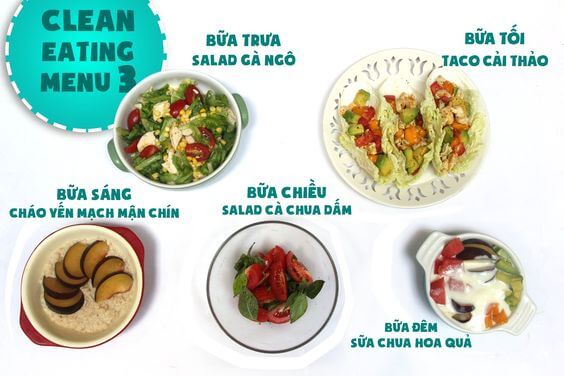 CLEAN
EATING
MENU 3
BỮA TRƯA
SALAD GÀ NGÔ
BỮA TỐI
TACO CẢI THẢO
BỮA SÁNG
CHÁO YẾN MẠCH MẬN CHÍN
BỮA CHIỀU
SALAD CÀ CHUA DẤM
BỮA ĐÊM
SỮA CHUA HOA QUẢ